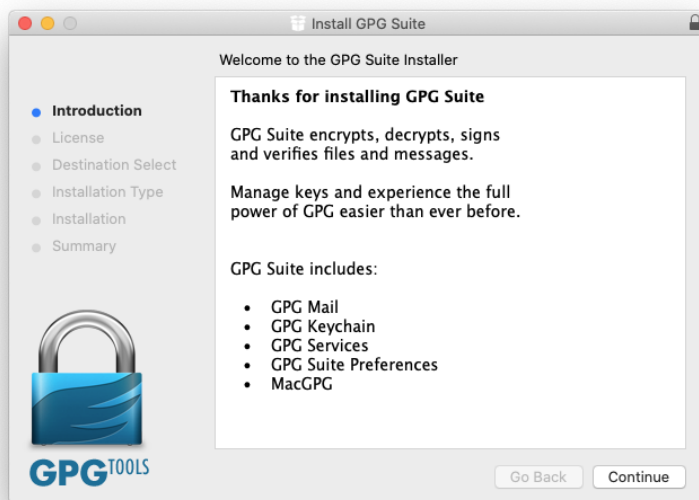 Install GPG Suite
Welcome to the GPG Suite Installer
Introduction
License
Destination Select
Installation Type
Installation
Summary
Thanks for installing GPG Suite
GPG Suite encrypts, decrypts, signs
and verifies files and messages.
Manage keys and experience the full
power of GPG easier than ever before.
GPG Suite includes:
• GPG Mail
• GPG Keychain
• GPG Services
• GPG Suite Preferences
• MacGPG
GPGTOOLS
Go Back
Continue